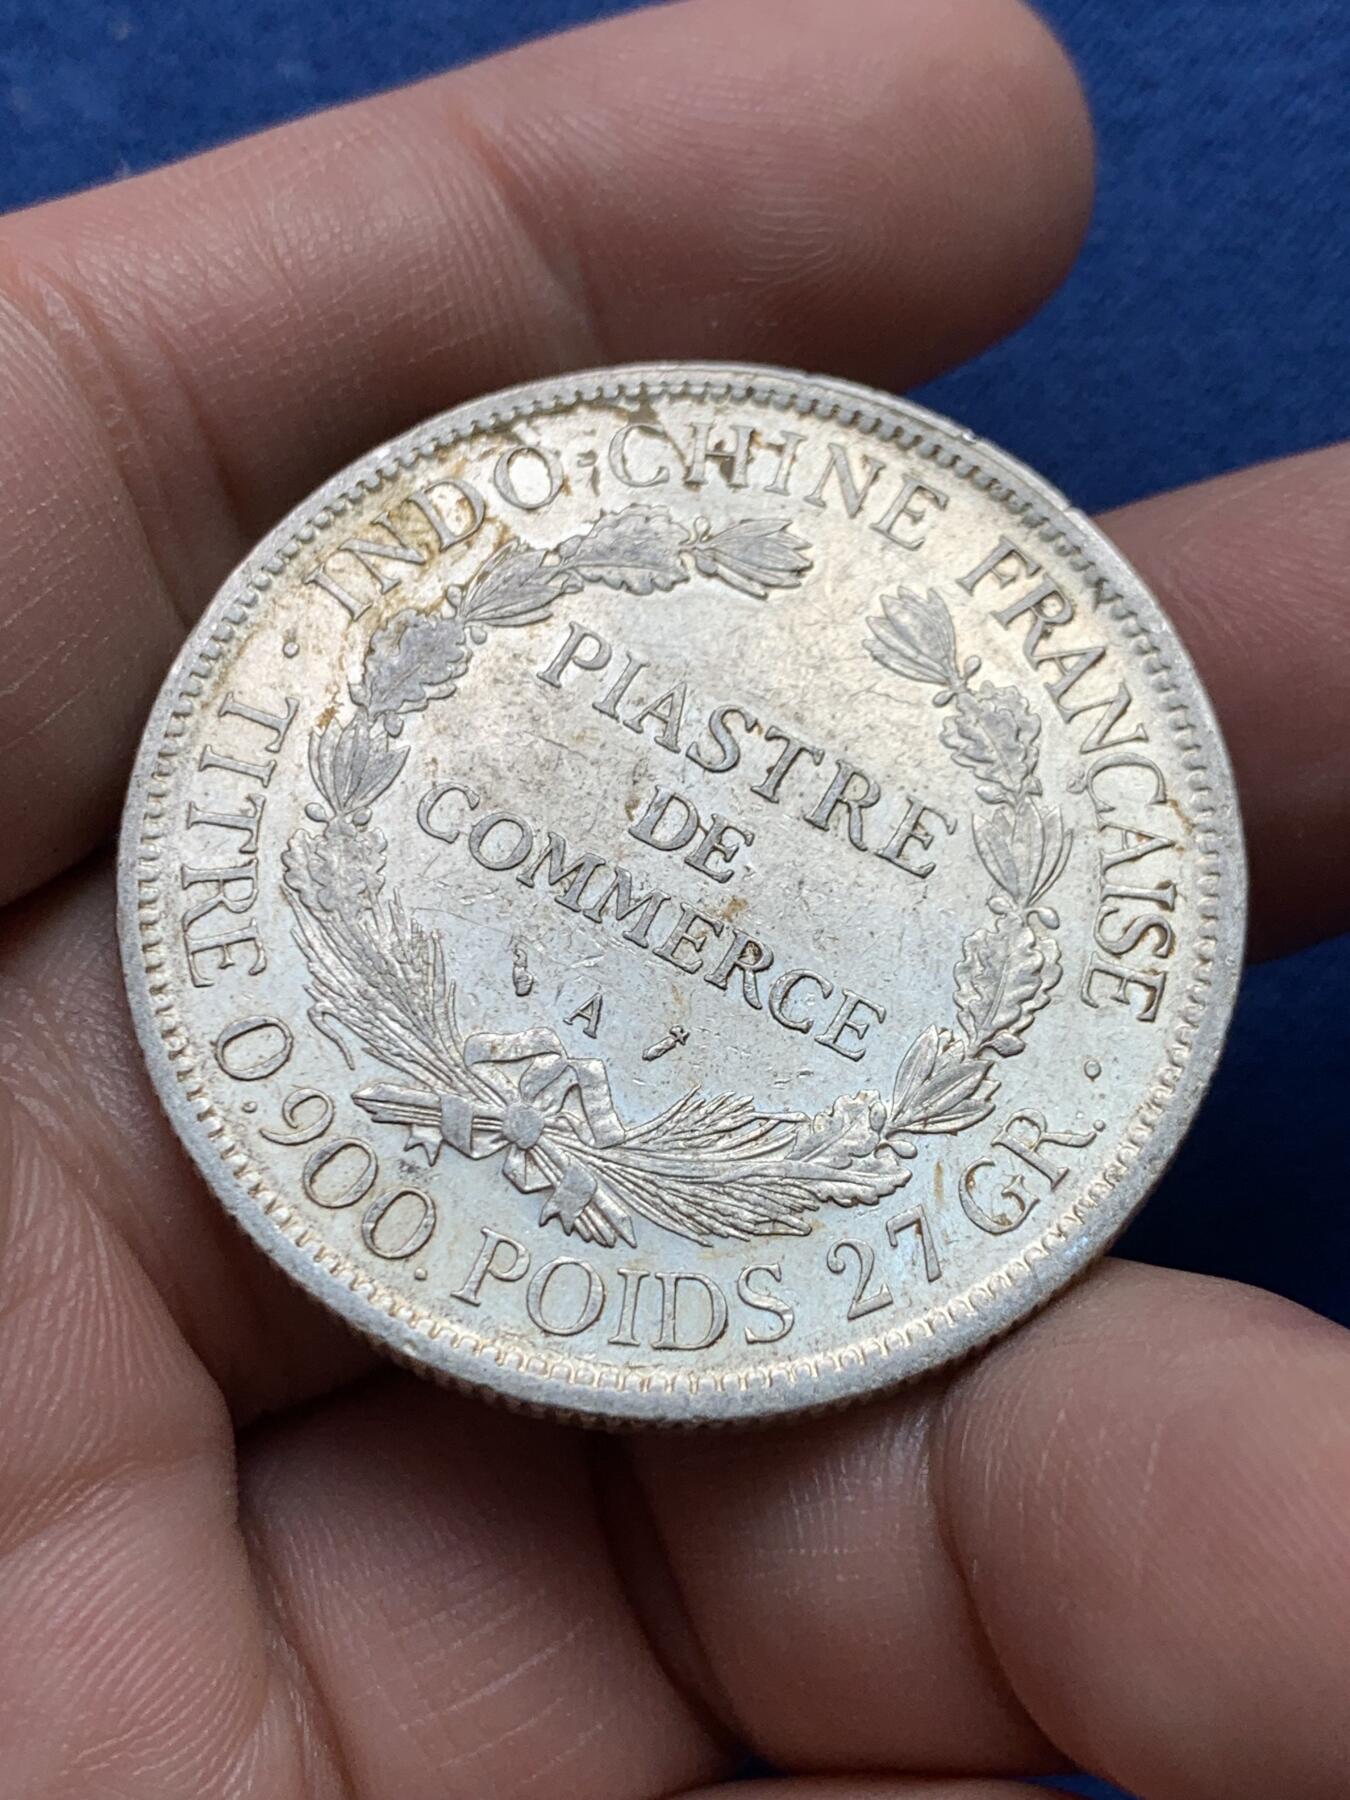 INDO-CHINE FRANÇAISE
· TITRE 0.900. POIDS 27 GR. ·
PIASTRE
DE
COMMERCE
A